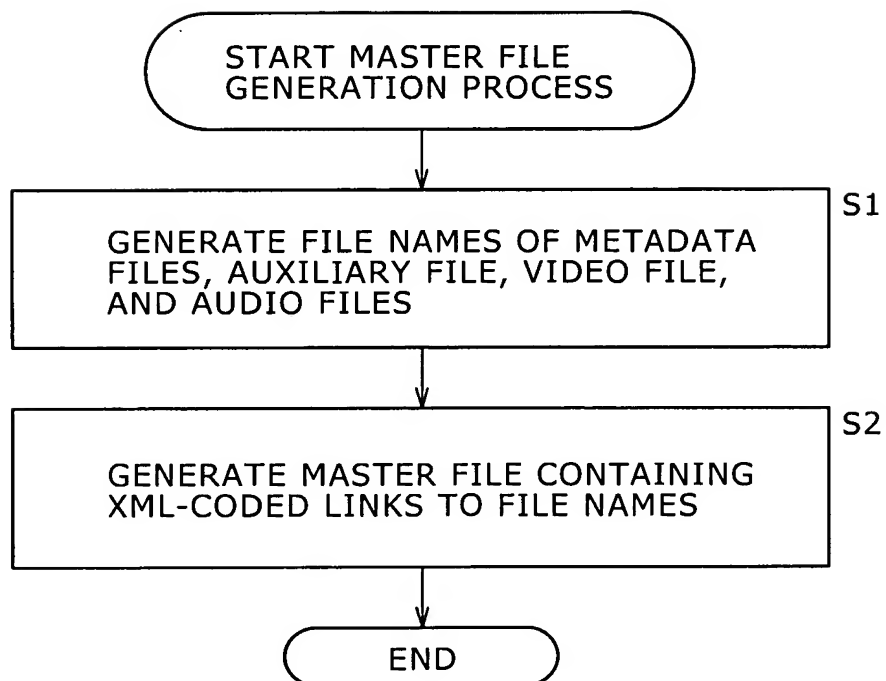 START MASTER FILE
GENERATION PROCESS
S1
GENERATE FILE NAMES OF METADATA
FILES, AUXILIARY FILE, VIDEO FILE,
AND AUDIO FILES
S2
GENERATE MASTER FILE CONTAINING
XML-CODED LINKS TO FILE NAMES
END